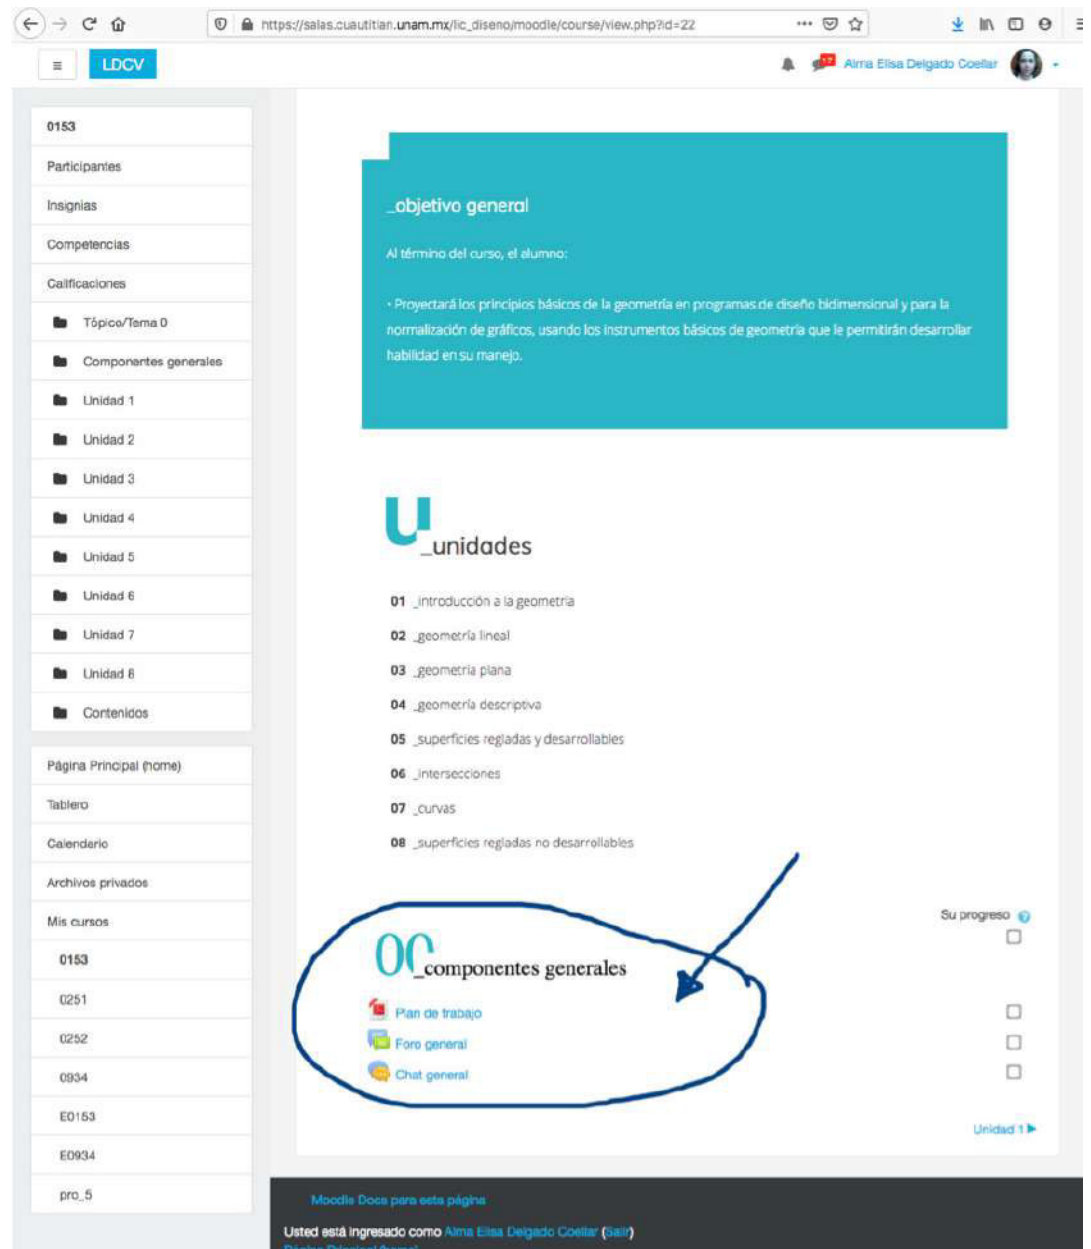 https://salas.cuautitlan.unam.mx/lic_diseno/moodle/course/view.php?id=22
LDCV
17
Alma Elisa Delgado Coellar
0153
Participantes
Insignias
Competencias
Calificaciones
Tópico/Tema 0
Componentes generales
Unidad 1
Unidad 2
Unidad 3
Unidad 4
Unidad 5
Unidad 6
Unidad 7
Unidad 8
Contenidos
Página Principal (home)
Tablero
Calendario
Archivos privados
Mis cursos
0153
0251
0252
0934
E0153
E0934
pro_5
_objetivo general
Al término del curso, el alumno:
• Proyectará los principios básicos de la geometría en programas de diseño bidimensional y para la
normalización de gráficos, usando los instrumentos básicos de geometría que le permitirán desarrollar
habilidad en su manejo.
u_unidades
01 _introducción a la geometría
02 _geometría lineal
03 _geometría plana
04 _geometría descriptiva
05 _superficies regladas y desarrollables
06 _intersecciones
07 _curvas
08 _superficies regladas no desarrollables
Su progreso
00_componentes generales
Plan de trabajo
Foro general
Chat general
Unidad 1
Moodle Docs para esta página
Usted está ingresado como Alma Elisa Delgado Coellar (Salir)
Página Principal (home)